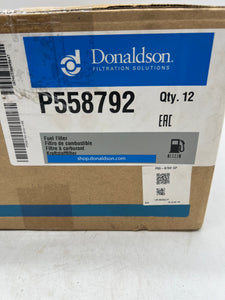 Donaldson.
FILTRATION SOLUTIONS
P558792
Qty. 12
EAC
Fuel Filter
Filtre de combustible
Filtro a carburant
Kraftstofffilter
shop.donaldson.com